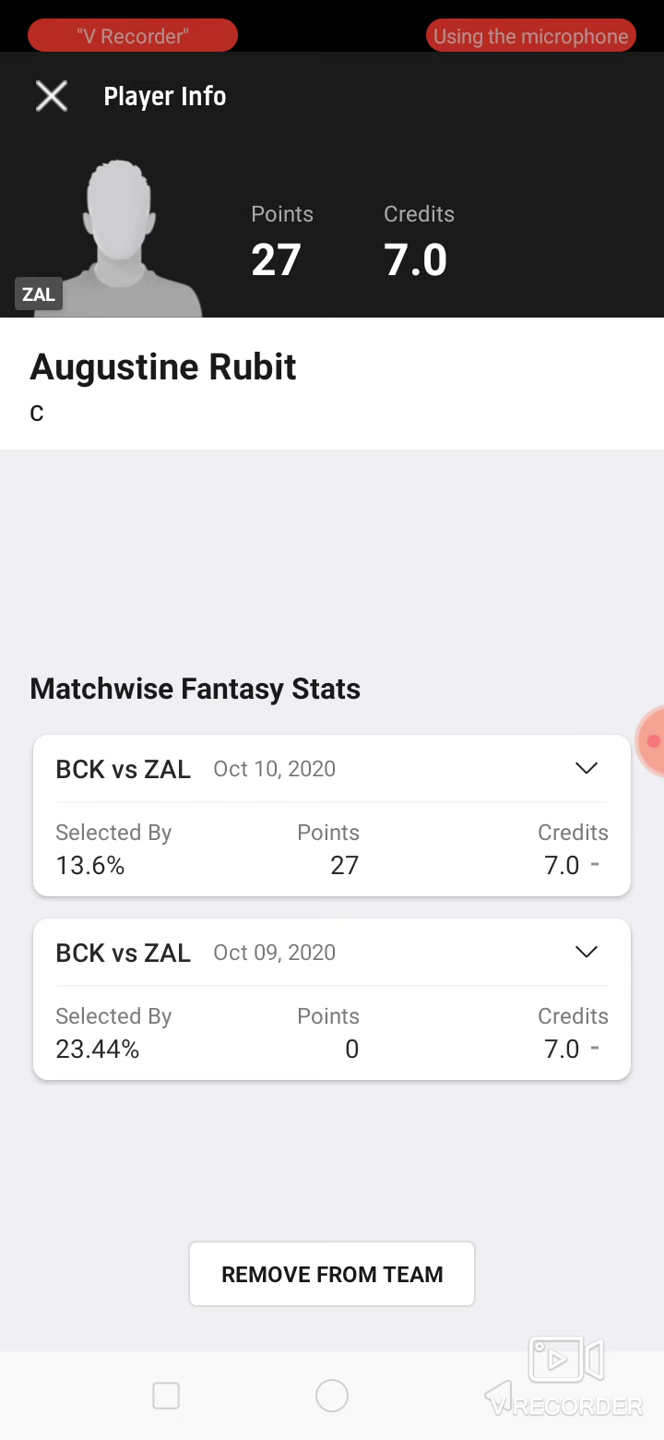 "V Recorder" Using the microphone
Player Info
Points Credits
27 7.0
ZAL
Augustine Rubit
C
Matchwise Fantasy Stats
BCK vs ZAL Oct 10, 2020
Selected By Points Credits
13.6% 27 7.0 -
BCK vs ZAL Oct 09, 2020
Selected By Points Credits
23.44% 0 7.0 -
REMOVE FROM TEAM
VRECORDER